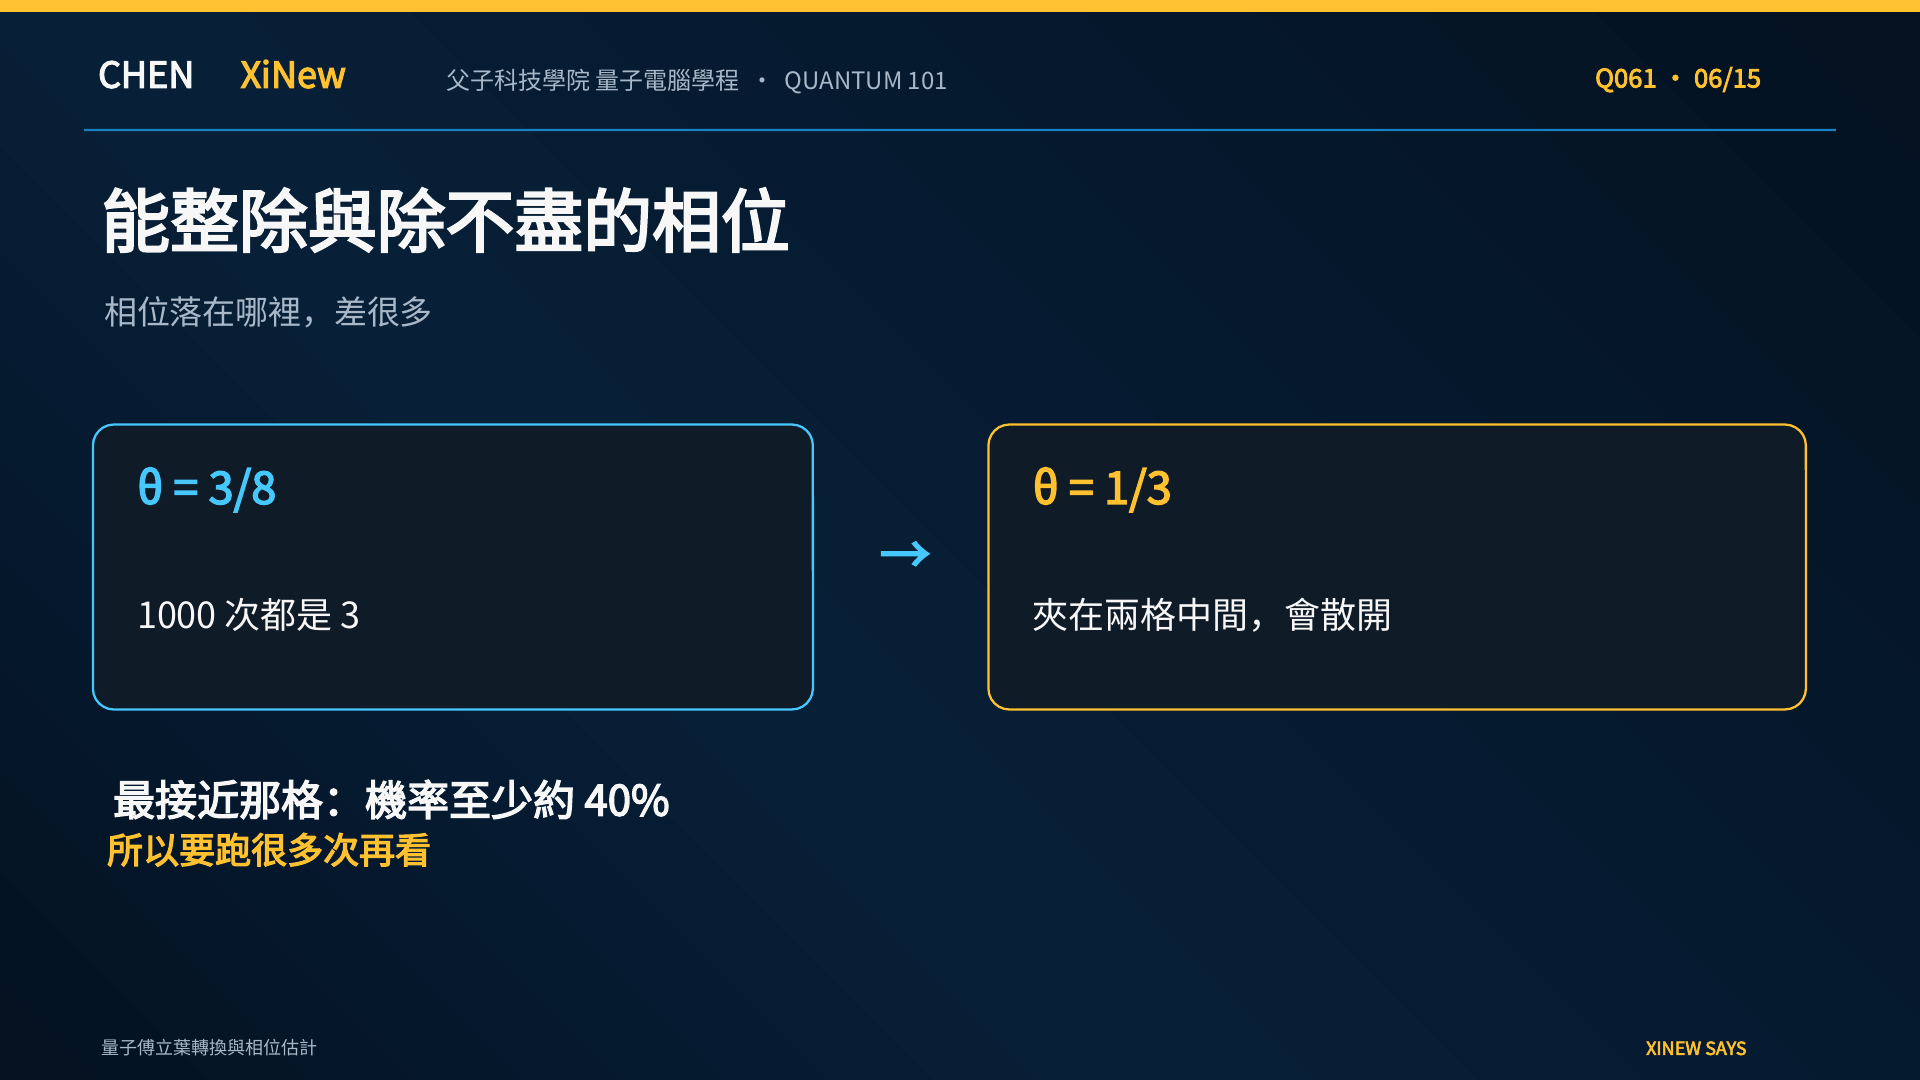 CHEN XiNew 父子科技學院 量子電腦學程 • QUANTUM 101 Q061 • 06/15
能整除與除不盡的相位
相位落在哪裡，差很多
θ = 3/8
1000 次都是 3
→
θ = 1/3
夾在兩格中間，會散開
最接近那格：機率至少約 40%
所以要跑很多次再看
量子傅立葉轉換與相位估計 XINEW SAYS